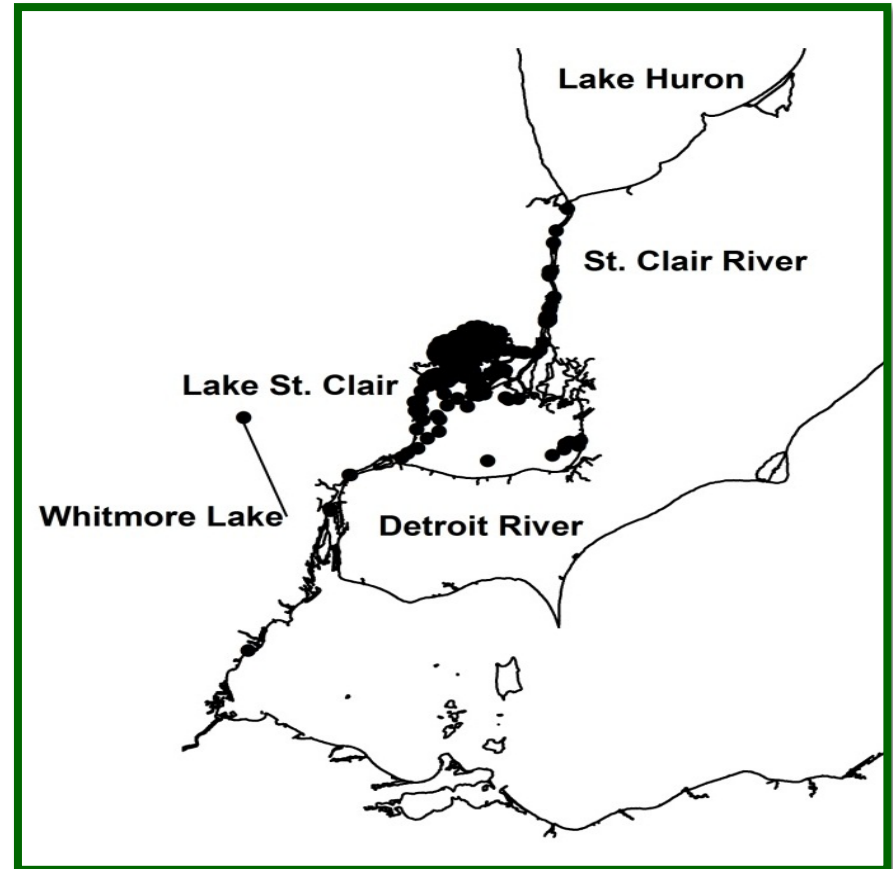 Lake Huron
St. Clair River
Lake St. Clair
Whitmore Lake
Detroit River